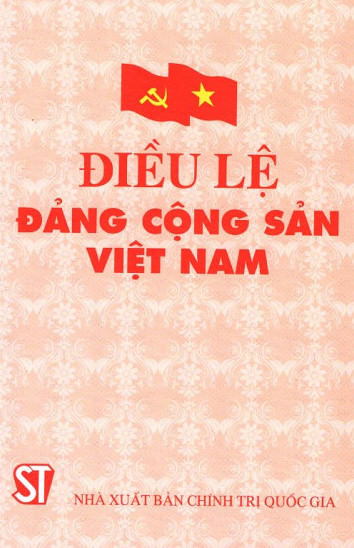 ĐIỀU LỆ
ĐẢNG CỘNG SẢN
VIỆT NAM
ST
NHÀ XUẤT BẢN CHÍNH TRỊ QUỐC GIA